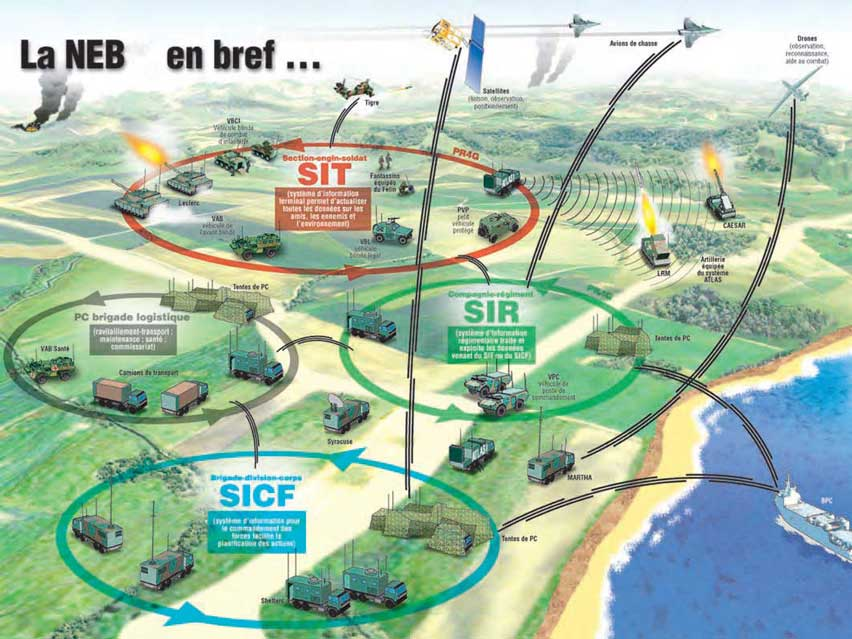 La NEB en bref ...
Avions de chasse
Drones
(observation,
reconnaissance,
aide au combat)
Satellites
(liaison, observation,
positionnement)
Tigre
VBCI
Véhicule blindé
de combat
d'infanterie
Section-engin-soldat
SIT
(système d'information
terminal permet d'actualiser
toutes les données sur les
amis, les ennemis et
l'environnement)
PR4G
Fantassins
équipés
du Félin
Leclerc
VAB
véhicule de
l'avant blindé
VBL
véhicule
blindé léger
PVP
petit
véhicule
protégé
CAESAR
LRM
Artillerie
équipée
du système
ATLAS
Tentes de PC
PC brigade logistique
(ravitaillement-transport ;
maintenance ; santé ;
commissariat)
VAB Santé
Camions de transport
Compagnie-régiment
SIR
(système d'information
régimentaire traite et
exploite les données
venant du SIT ou du SICF)
Tentes de PC
VPC
véhicule de
poste de
commandement
Syracuse
MARTHA
Brigade-division-corps
SICF
(système d'information pour
le commandement des
forces facilite la
planification des actions)
Tentes de PC
BPC
Shelters